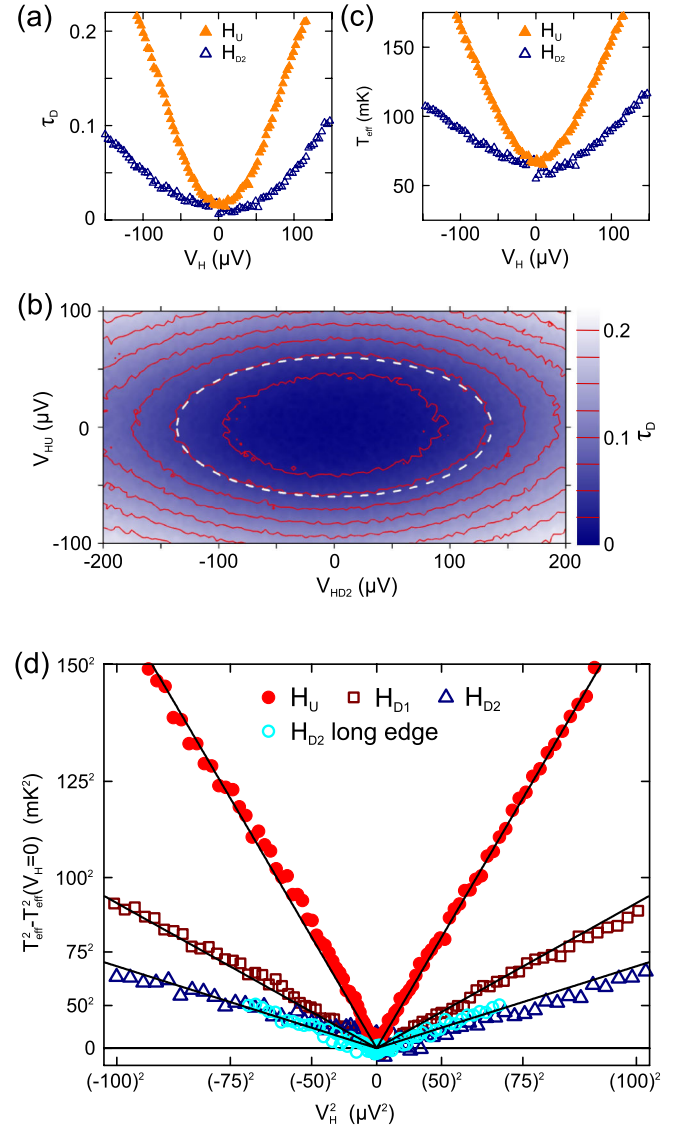 (a)
0.2
0.1
0
τD
HU
HD2
-100
0
100
VH (µV)
(c)
150
100
50
Teff (mK)
HU
HD2
-100
0
100
VH (µV)
(b)
100
0
-100
VHU (µV)
-200
-100
0
100
200
VHD2 (µV)
0.2
0.1
0
τD
(d)
150²
125²
100²
75²
50²
0
T²eff-T²eff(VH=0) (mK²)
HU
HD1
HD2
HD2 long edge
(-100)²
(-75)²
(-50)²
0
(50)²
(75)²
(100)²
V²H (µV²)